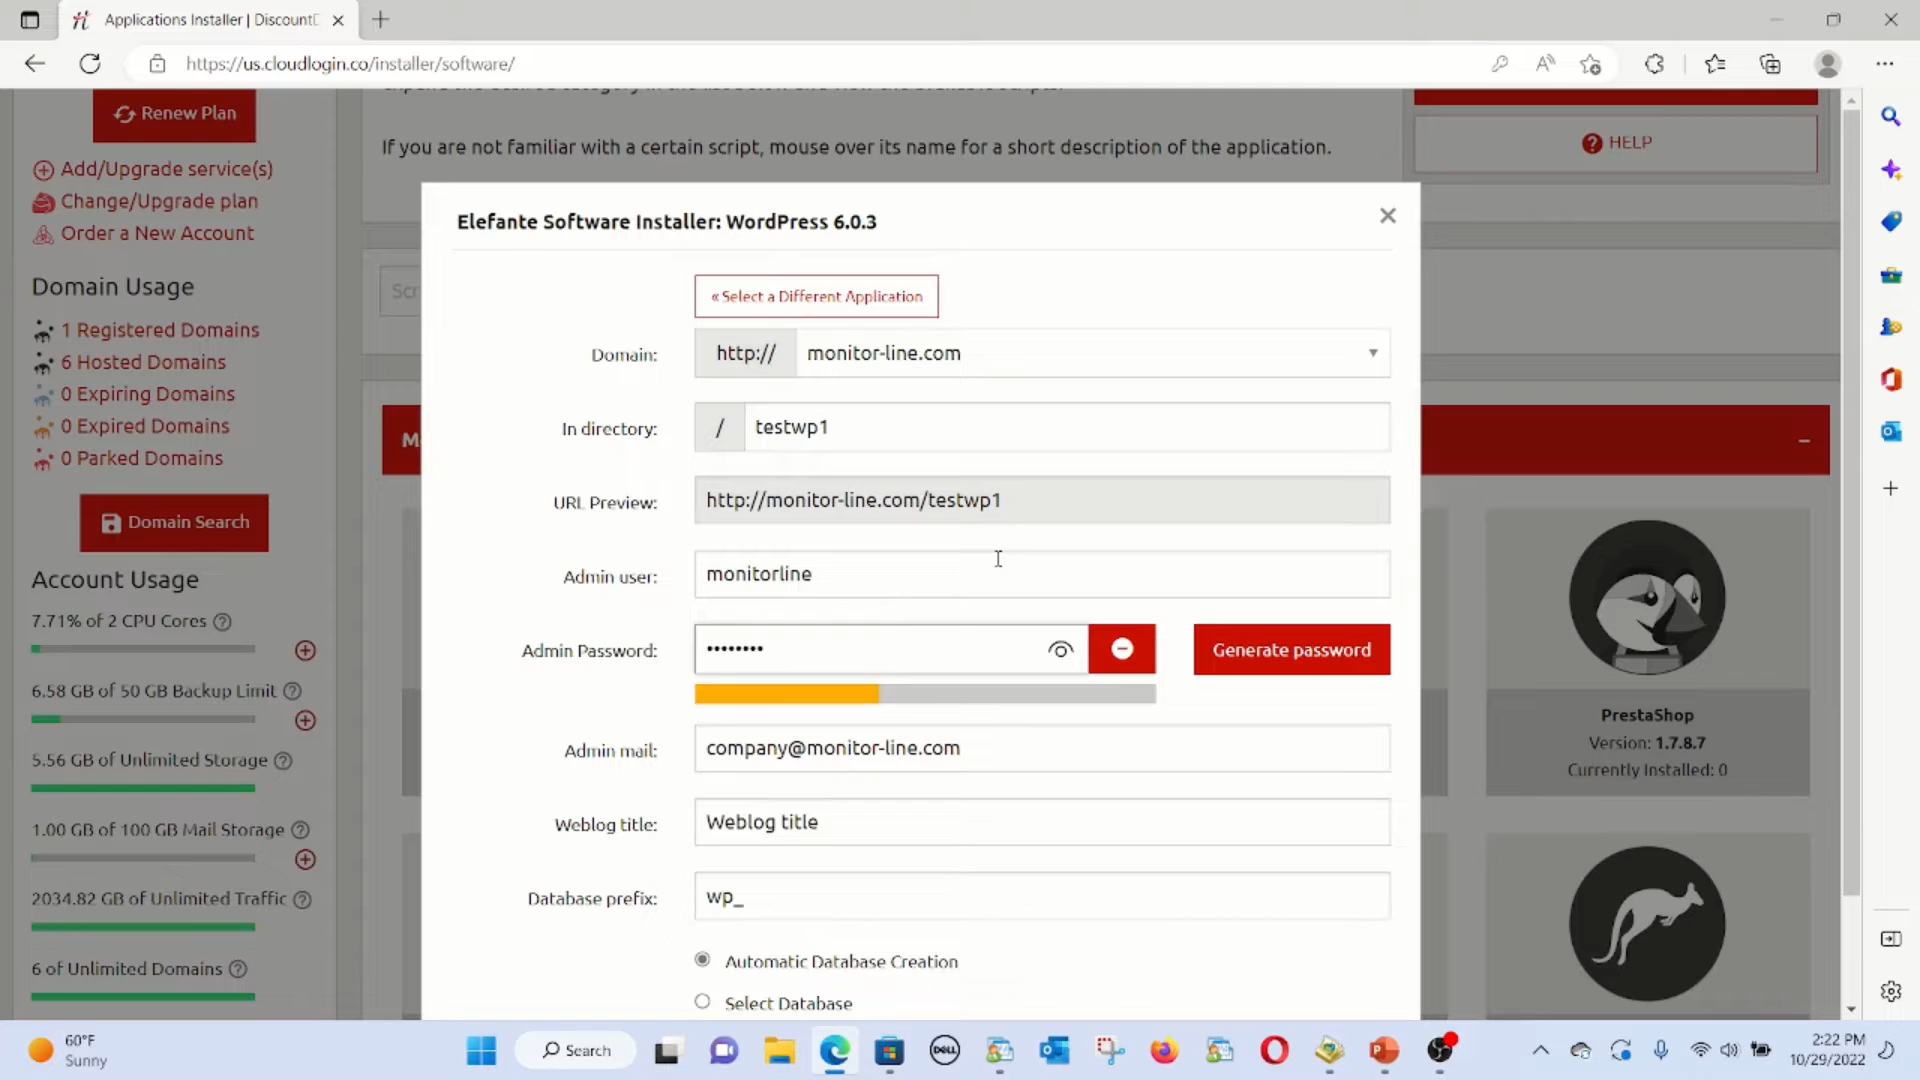 Applications Installer | Discount
https://us.cloudlogin.co/installer/software/
Renew Plan
If you are not familiar with a certain script, mouse over its name for a short description of the application.
HELP
Add/Upgrade service(s)
Change/Upgrade plan
Order a New Account
Domain Usage
1 Registered Domains
6 Hosted Domains
0 Expiring Domains
0 Expired Domains
0 Parked Domains
Domain Search
Account Usage
7.71% of 2 CPU Cores
6.58 GB of 50 GB Backup Limit
5.56 GB of Unlimited Storage
1.00 GB of 100 GB Mail Storage
2034.82 GB of Unlimited Traffic
6 of Unlimited Domains
Elefante Software Installer: WordPress 6.0.3
« Select a Different Application
Domain: http:// monitor-line.com
In directory: / testwp1
URL Preview: http://monitor-line.com/testwp1
Admin user: monitorline
Admin Password: ••••••••
Generate password
Admin mail: company@monitor-line.com
Weblog title: Weblog title
Database prefix: wp_
Automatic Database Creation
Select Database
PrestaShop
Version: 1.7.8.7
Currently Installed: 0
60°F
Sunny
Search
DELL
2:22 PM
10/29/2022